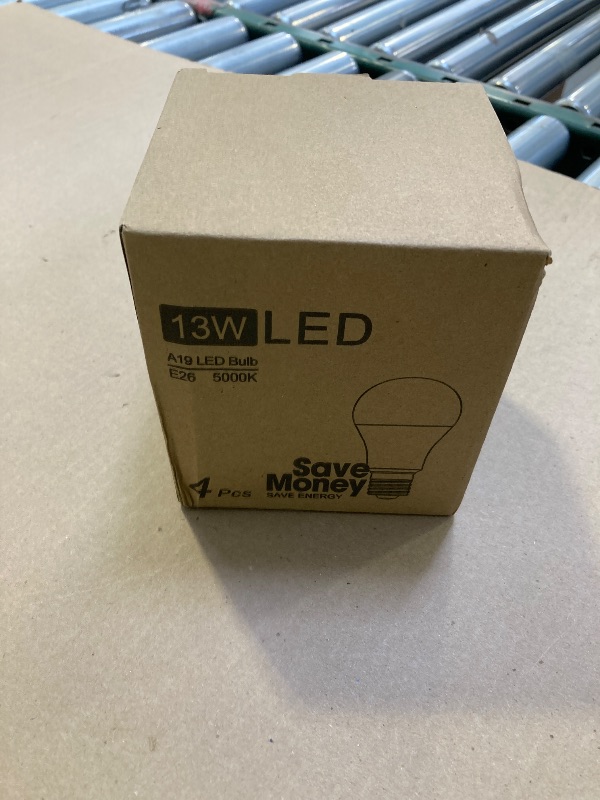 13W LED
A19 LED Bulb
E26 5000K
Save
Money
4 Pcs SAVE ENERGY